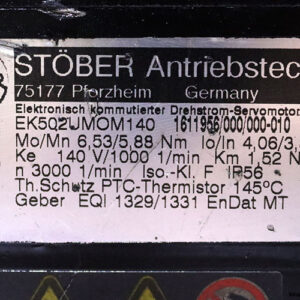 STÖBER Antriebstec
75177 Pforzheim Germany
Elektronisch kommutierter Drehstrom-Servomotor
EK502UMOM140 1611956/000/000-010
Mo/Mn 6,53/5,88 Nm Io/In 4,06/3,
Ke 140 V/1000 /min Km 1,52 N
n 3000 /min Iso.-Kl. F IP56
Th.Schutz PTC-Thermistor 145°C
Geber EQI 1329/1331 EnDat MT